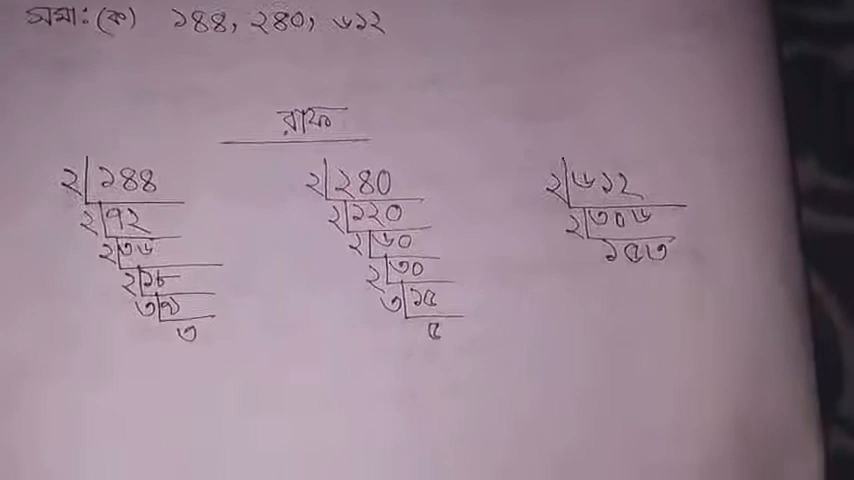 সমা: (ক) ১৪৪, ২৪০, ৬১২
রাফ
২ ১৪৪ ২ ২৪০ ২ ৬১২
২ ৭২ ২ ১২০ ২ ৩০৬
২ ৩৬ ২ ৬০ ১৫৩
২ ১৮ ২ ৩০
৩ ৯ ৩ ১৫
৩ ৫